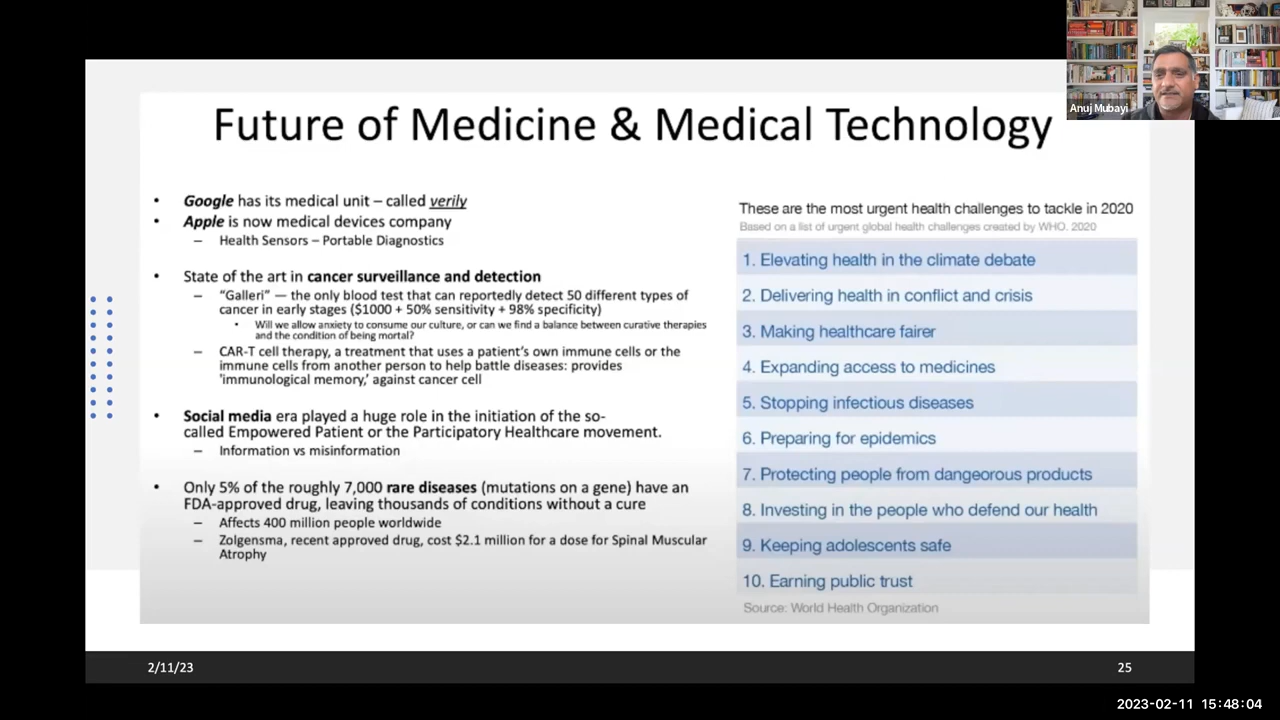 Anuj Mubayi
Future of Medicine & Medical Technology
• Google has its medical unit – called verily
• Apple is now medical devices company
– Health Sensors – Portable Diagnostics
• State of the art in cancer surveillance and detection
– “Galleri” — the only blood test that can reportedly detect 50 different types of
cancer in early stages ($1000 + 50% sensitivity + 98% specificity)
• Will we allow anxiety to consume our culture, or can we find a balance between curative therapies
and the condition of being mortal?
– CAR-T cell therapy, a treatment that uses a patient’s own immune cells or the
immune cells from another person to help battle diseases: provides
'immunological memory,' against cancer cell
• Social media era played a huge role in the initiation of the so-
called Empowered Patient or the Participatory Healthcare movement.
– Information vs misinformation
• Only 5% of the roughly 7,000 rare diseases (mutations on a gene) have an
FDA-approved drug, leaving thousands of conditions without a cure
– Affects 400 million people worldwide
– Zolgensma, recent approved drug, cost $2.1 million for a dose for Spinal Muscular
Atrophy
These are the most urgent health challenges to tackle in 2020
Based on a list of urgent global health challenges created by WHO. 2020
1. Elevating health in the climate debate
2. Delivering health in conflict and crisis
3. Making healthcare fairer
4. Expanding access to medicines
5. Stopping infectious diseases
6. Preparing for epidemics
7. Protecting people from dangeorous products
8. Investing in the people who defend our health
9. Keeping adolescents safe
10. Earning public trust
Source: World Health Organization
2/11/23
25
2023-02-11 15:48:04